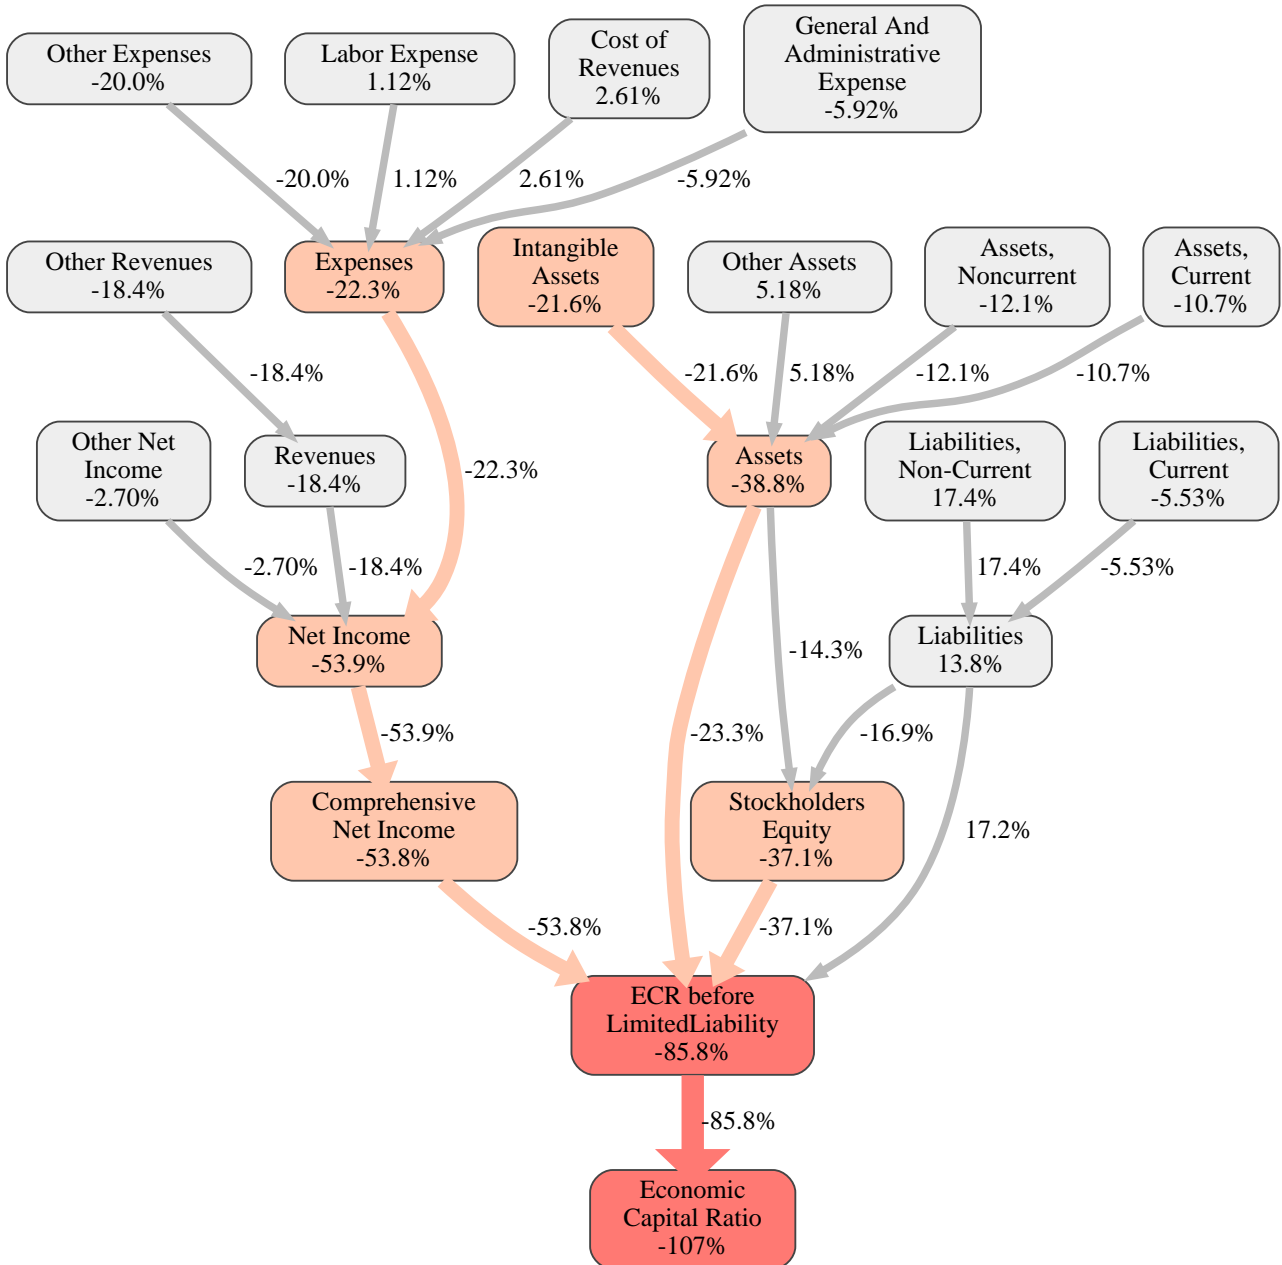 Other Expenses
-20.0%
Labor Expense
1.12%
Cost of
Revenues
2.61%
General And
Administrative
Expense
-5.92%
-20.0%
1.12%
2.61%
-5.92%
Other Revenues
-18.4%
Expenses
-22.3%
Intangible
Assets
-21.6%
Other Assets
5.18%
Assets,
Noncurrent
-12.1%
Assets,
Current
-10.7%
-18.4%
-21.6%
5.18%
-12.1%
-10.7%
Other Net
Income
-2.70%
Revenues
-18.4%
-22.3%
Assets
-38.8%
Liabilities,
Non-Current
17.4%
Liabilities,
Current
-5.53%
-2.70%
-18.4%
17.4%
-5.53%
Net Income
-53.9%
-14.3%
Liabilities
13.8%
-53.9%
-23.3%
-16.9%
Comprehensive
Net Income
-53.8%
Stockholders
Equity
-37.1%
17.2%
-53.8%
-37.1%
ECR before
LimitedLiability
-85.8%
-85.8%
Economic
Capital Ratio
-107%